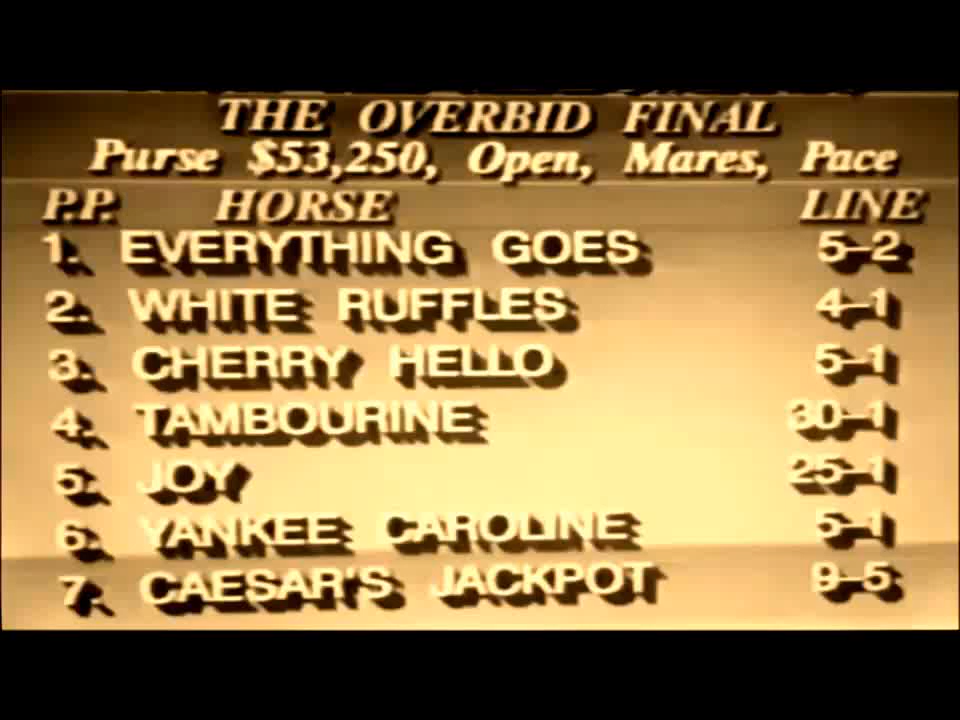 THE OVERBID FINAL
Purse $53,250, Open, Mares, Pace
P.P. HORSE LINE
1. EVERYTHING GOES 5-2
2. WHITE RUFFLES 4-1
3. CHERRY HELLO 5-1
4. TAMBOURINE 30-1
5. JOY 25-1
6. YANKEE CAROLINE 5-1
7. CAESAR'S JACKPOT 9-5